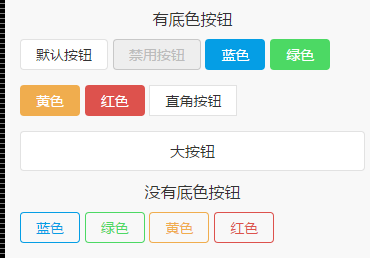 有底色按钮
默认按钮 禁用按钮 蓝色 绿色
黄色 红色 直角按钮
大按钮
没有底色按钮
蓝色 绿色 黄色 红色